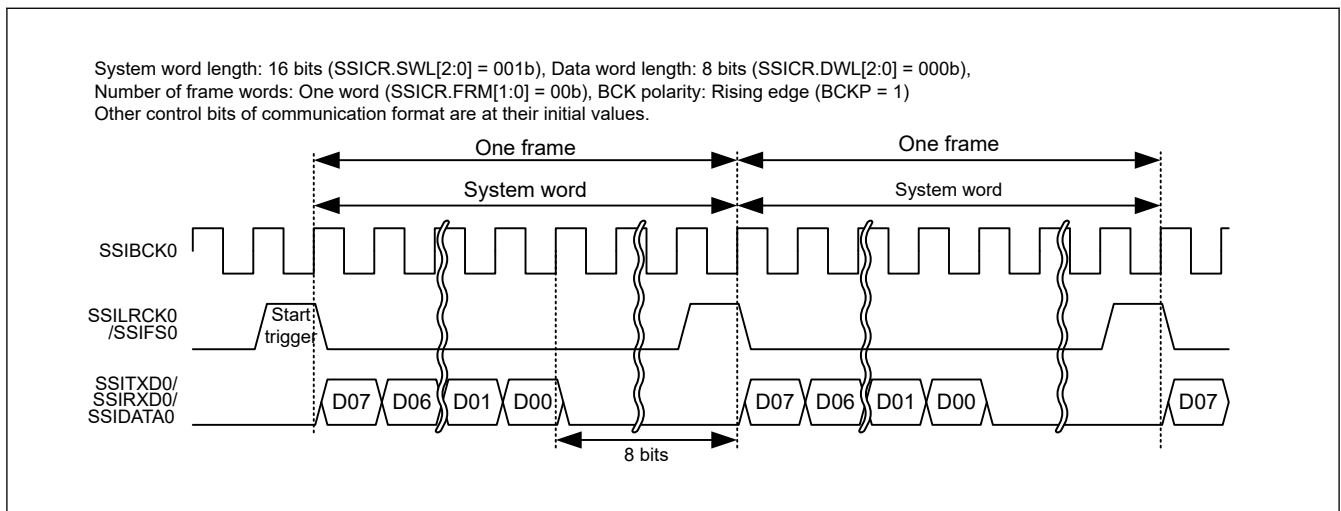 System word length: 16 bits (SSICR.SWL[2:0] = 001b), Data word length: 8 bits (SSICR.DWL[2:0] = 000b),
Number of frame words: One word (SSICR.FRM[1:0] = 00b), BCK polarity: Rising edge (BCKP = 1)
Other control bits of communication format are at their initial values.
One frame One frame
System word System word
SSIBCK0
SSILRCK0
/SSIFS0
Start
trigger
SSITXD0/
SSIRXD0/
SSIDATA0
D07 D06 D01 D00 D07 D06 D01 D00 D07
8 bits